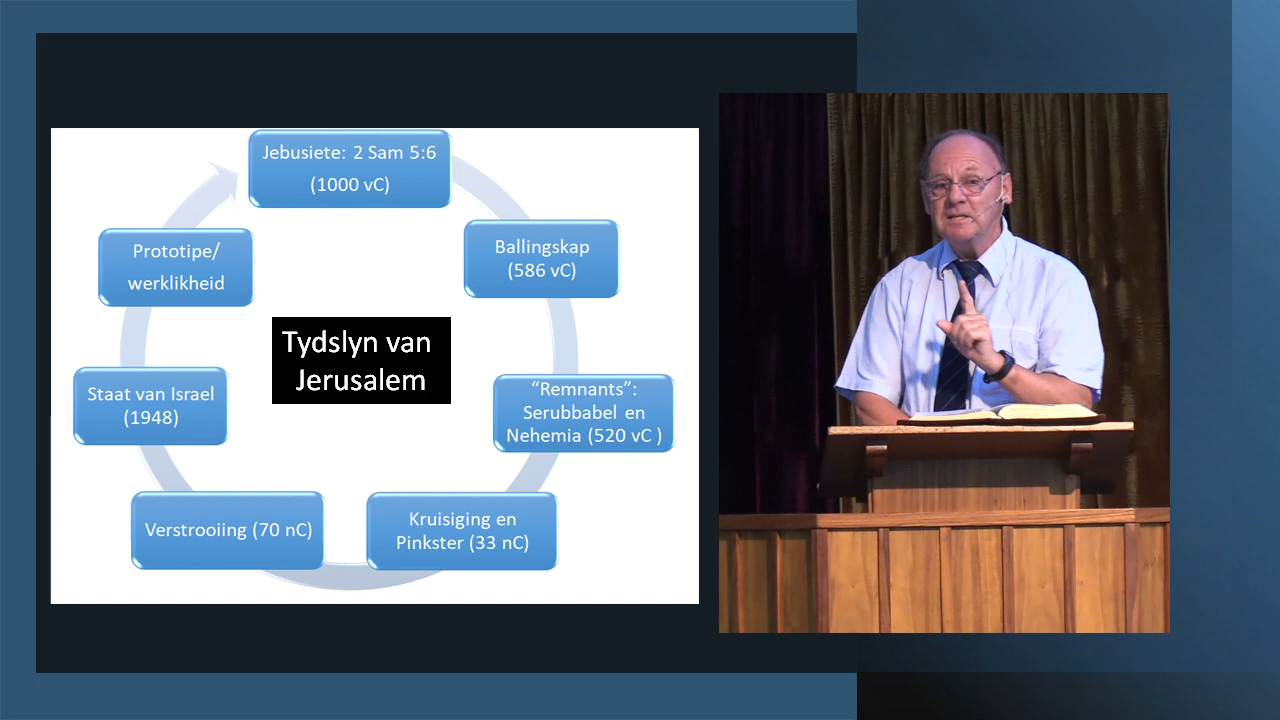 Jebusiete: 2 Sam 5:6
(1000 vC)
Ballingskap
(586 vC)
“Remnants”:
Serubbabel en
Nehemia (520 vC )
Kruisiging en
Pinkster (33 nC)
Verstrooiing (70 nC)
Staat van Israel
(1948)
Prototipe/
werklikheid
Tydslyn van
Jerusalem